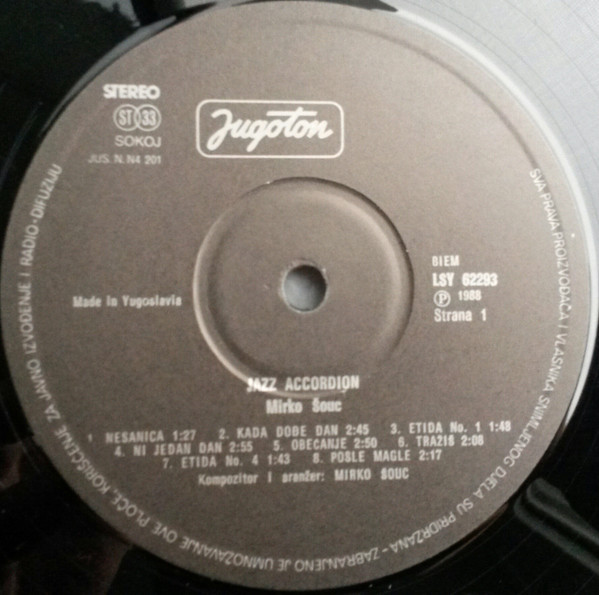 STEREO
ST 33
SOKOJ
JUS. N. N4 201
Jugoton
Made in Yugoslavia
BIEM
LSY 62293
Ⓟ 1988
Strana 1
JAZZ ACCORDION
Mirko Šouc
1 NESANICA 1:27 2. KADA DOĐE DAN 2:45 3. ETIDA No. 1 1:48
4. NI JEDAN DAN 2:55 5. OBEĆANJE 2:50 6. TRAŽIŠ 2:08
7. ETIDA No. 4 1:43 8. POSLE MAGLE 2:17
Kompozitor i aranžer: MIRKO ŠOUC
SVA PRAVA PROIZVOĐAČA I VLASNIKA SNIMLJENOG DJELA SU PRIDRŽANA - ZABRANJENO JE UMNOŽAVANJE OVE PLOČE, KORIŠĆENJE ZA JAVNO IZVOĐENJE I RADIO-DIFUZIJU